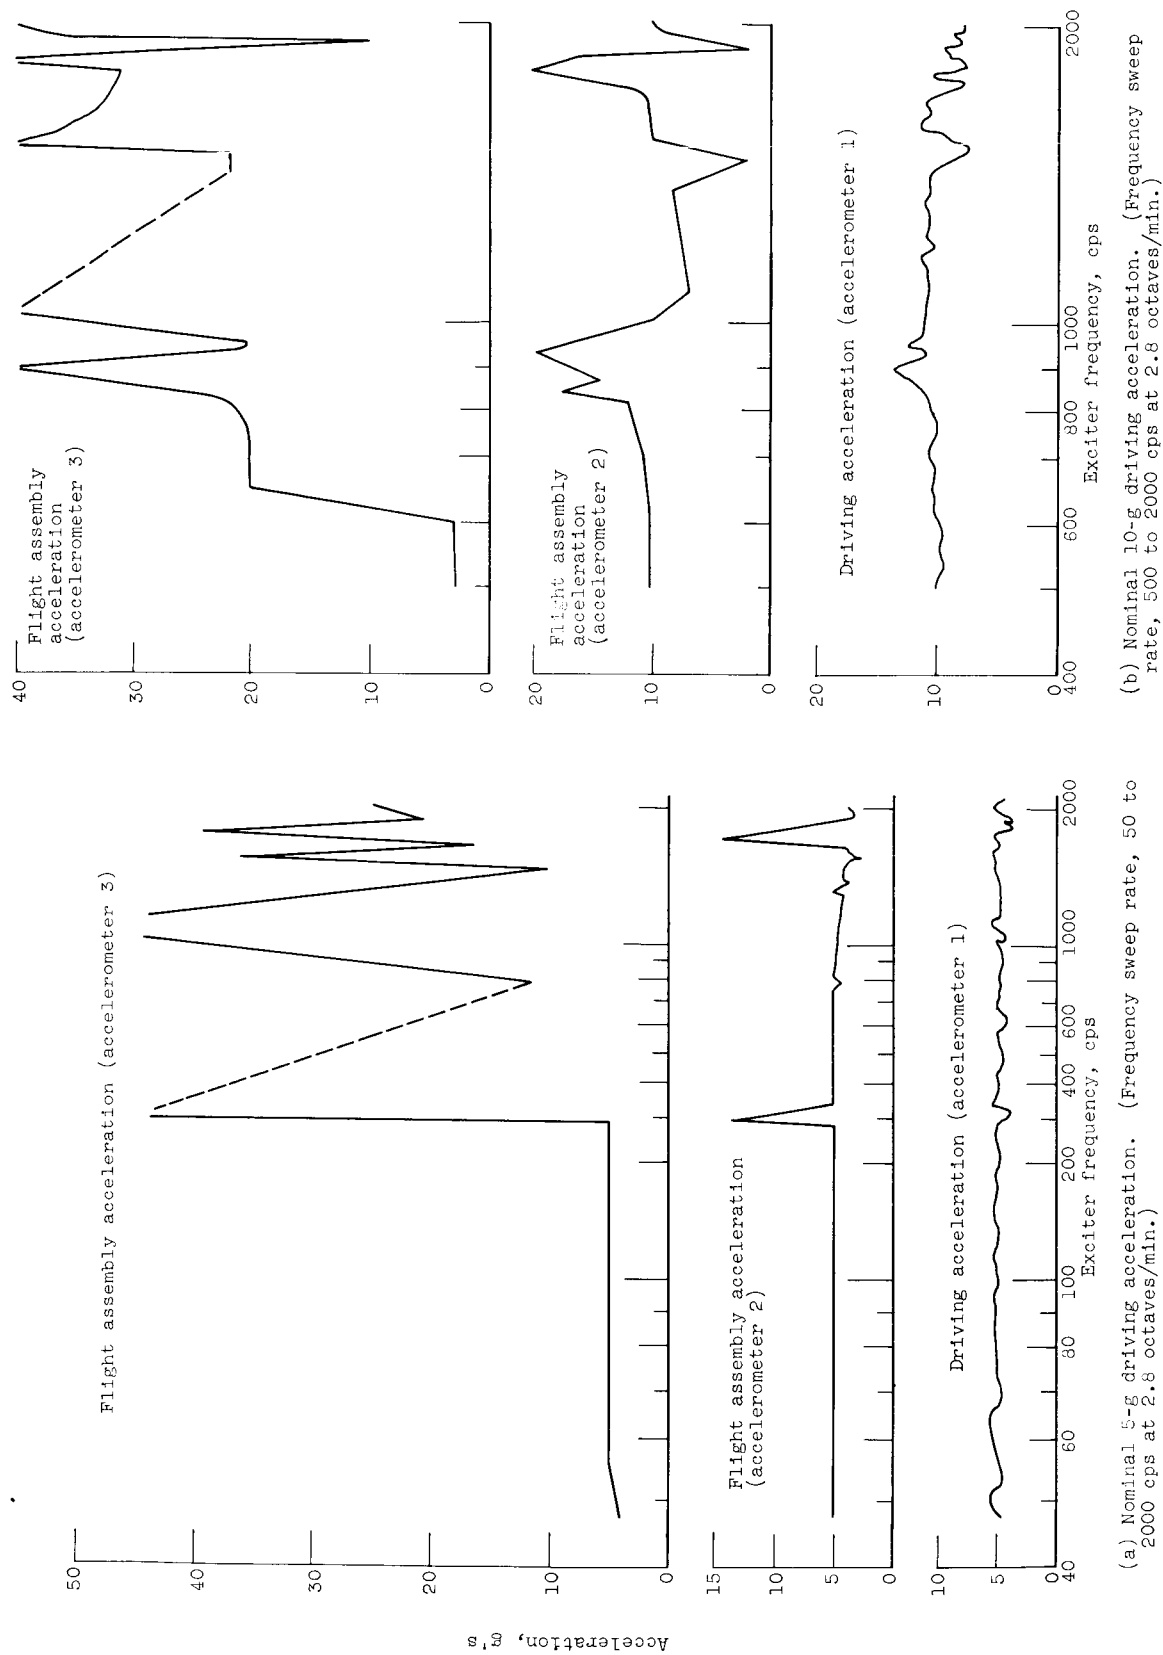 Acceleration, g's
50
40
30
20
10
0
Flight assembly acceleration (accelerometer 3)
15
10
5
0
Flight assembly acceleration
(accelerometer 2)
10
5
0
Driving acceleration (accelerometer 1)
40 60 80 100 200 400 600 1000 2000
Exciter frequency, cps
(a) Nominal 5-g driving acceleration. (Frequency sweep rate, 50 to
2000 cps at 2.8 octaves/min.)
40
30
20
10
0
Flight assembly
acceleration
(accelerometer 3)
20
10
0
Flight assembly
acceleration
(accelerometer 2)
20
10
0
Driving acceleration (accelerometer 1)
400 600 800 1000 2000
Exciter frequency, cps
(b) Nominal 10-g driving acceleration. (Frequency sweep
rate, 500 to 2000 cps at 2.8 octaves/min.)